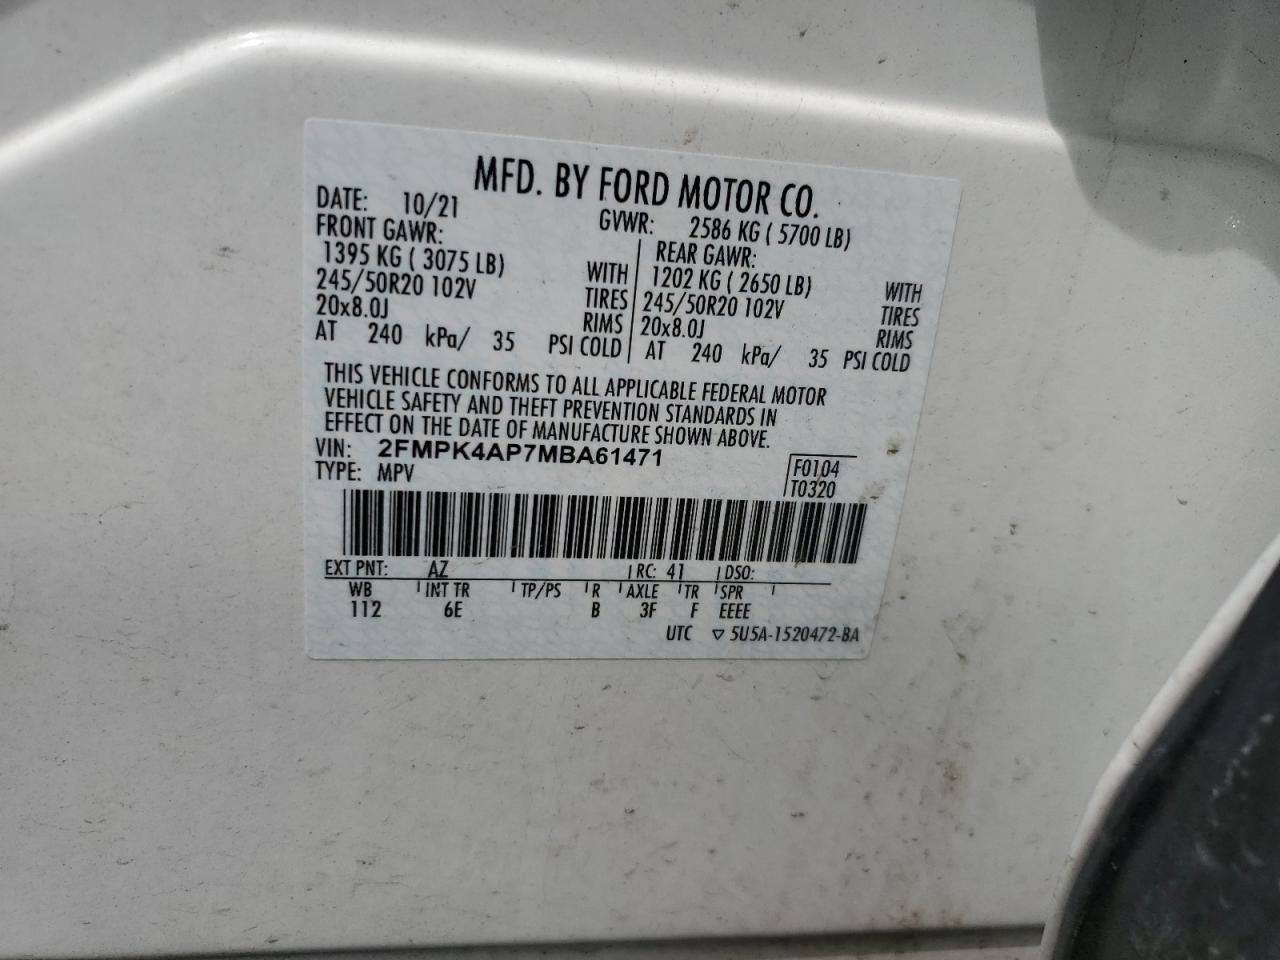 MFD. BY FORD MOTOR CO.
DATE: 10/21 GVWR: 2586 KG ( 5700 LB)
FRONT GAWR: REAR GAWR:
1395 KG ( 3075 LB) WITH 1202 KG ( 2650 LB) WITH
245/50R20 102V TIRES 245/50R20 102V TIRES
20x8.0J RIMS 20x8.0J RIMS
AT 240 kPa/ 35 PSI COLD AT 240 kPa/ 35 PSI COLD
THIS VEHICLE CONFORMS TO ALL APPLICABLE FEDERAL MOTOR
VEHICLE SAFETY AND THEFT PREVENTION STANDARDS IN
EFFECT ON THE DATE OF MANUFACTURE SHOWN ABOVE.
VIN: 2FMPK4AP7MBA61471 F0104
TYPE: MPV T0320
EXT PNT: AZ RC: 41 DSO:
WB INT TR TP/PS R AXLE TR SPR
112 6E B 3F F EEEE
UTC ▽ 5U5A-1520472-BA